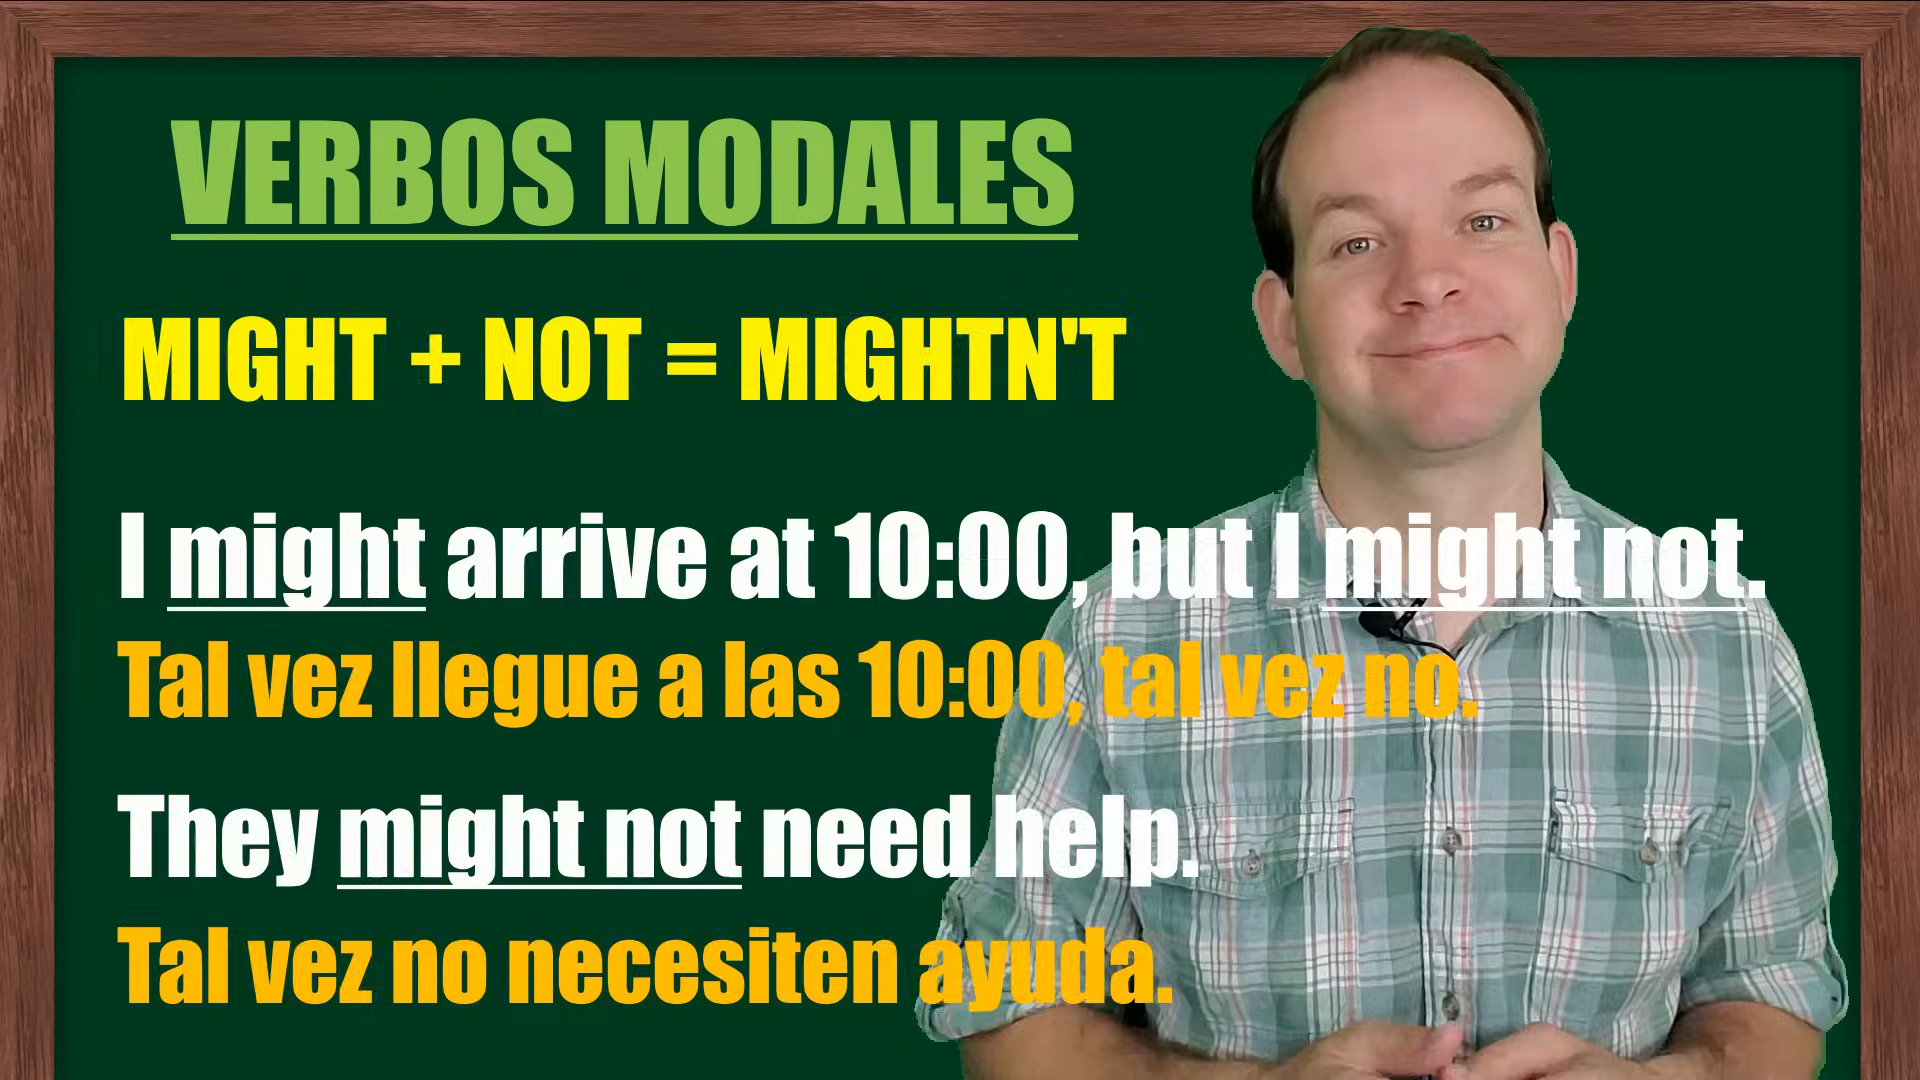 VERBOS MODALES
MIGHT + NOT = MIGHTN'T
I might arrive at 10:00, but I might not.
Tal vez llegue a las 10:00, tal vez no.
They might not need help.
Tal vez no necesiten ayuda.